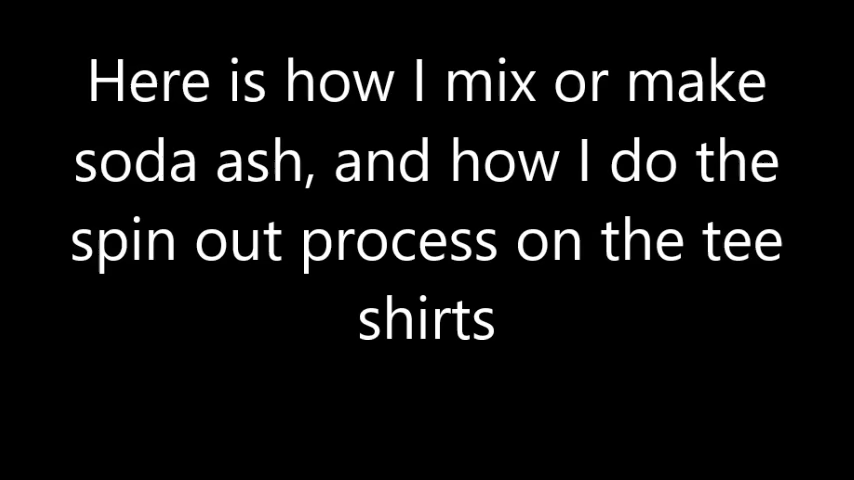 Here is how I mix or make
soda ash, and how I do the
spin out process on the tee
shirts